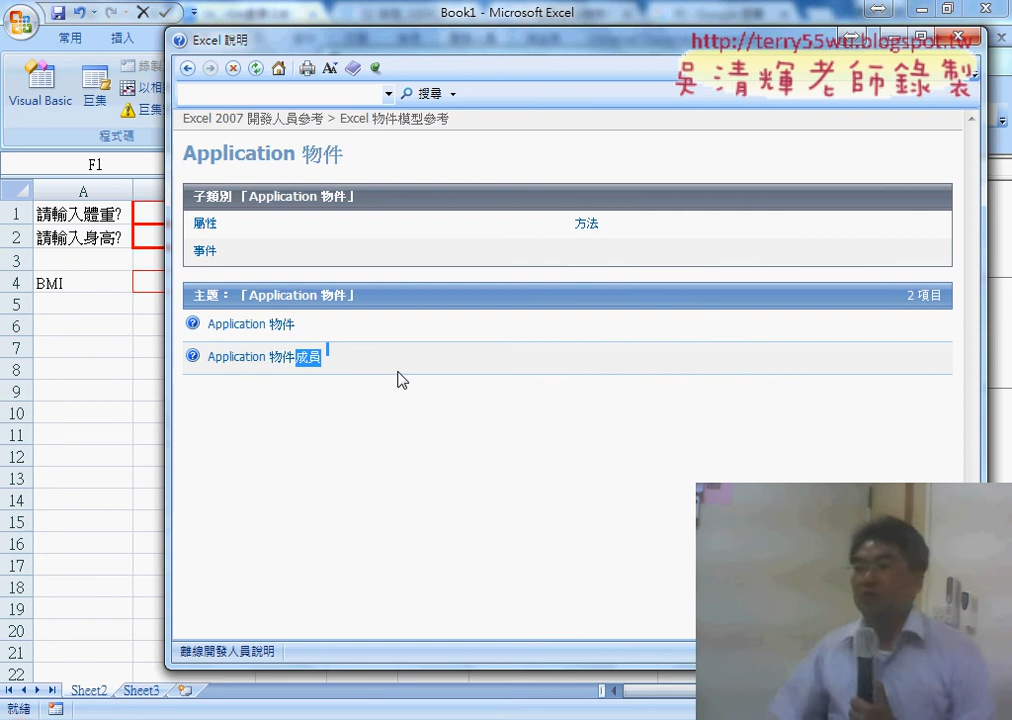 Book1 - Microsoft Excel
常用
插入
Excel 說明
http://terry55wu.blogspot.tw
吳清輝老師錄製
Visual Basic
巨集
以相
巨集
程式碼
搜尋
Excel 2007 開發人員參考 > Excel 物件模型參考
F1
Application 物件
A
子類別 「Application 物件」
1 請輸入體重?
屬性
方法
2 請輸入身高?
事件
3
4 BMI
主題： 「Application 物件」
2 項目
5
Application 物件
6
7
Application 物件成員
8
9
10
11
12
13
14
15
16
17
18
19
20
21
離線開發人員說明
22
Sheet2
Sheet3
就緒